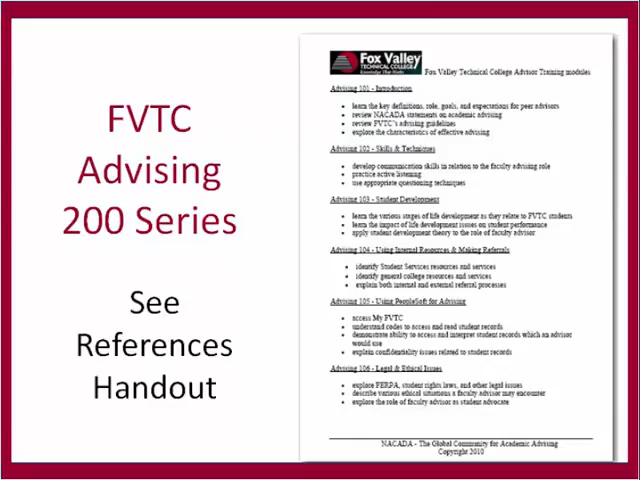 FVTC
Advising
200 Series
See
References
Handout
Fox Valley
TECHNICAL COLLEGE
Knowledge That Works
Fox Valley Technical College Advisor Training modules
Advising 101 - Introduction
• learn the key definitions, role, goals, and expectations for peer advisors
• review NACADA statements on academic advising
• review FVTC's advising guidelines
• explore the characteristics of effective advising
Advising 102 - Skills & Techniques
• develop communication skills in relation to the faculty advising role
• practice active listening
• use appropriate questioning techniques
Advising 103 - Student Development
• learn the various stages of life development as they relate to FVTC students
• learn the impact of life development issues on student performance
• apply student development theory to the role of faculty advisor
Advising 104 - Using Internal Resources & Making Referrals
• identify Student Services resources and services
• identify general college resources and services
• explain both internal and external referral processes
Advising 105 - Using PeopleSoft for Advising
• access My FVTC
• understand codes to access and read student records
• demonstrate ability to access and interpret student records which an advisor
would use
• explain confidentiality issues related to student records
Advising 106 - Legal & Ethical Issues
• explore FERPA, student rights laws, and other legal issues
• describe various ethical situations a faculty advisor may encounter
• explore the role of faculty advisor as student advocate
NACADA - The Global Community for Academic Advising
Copyright 2010